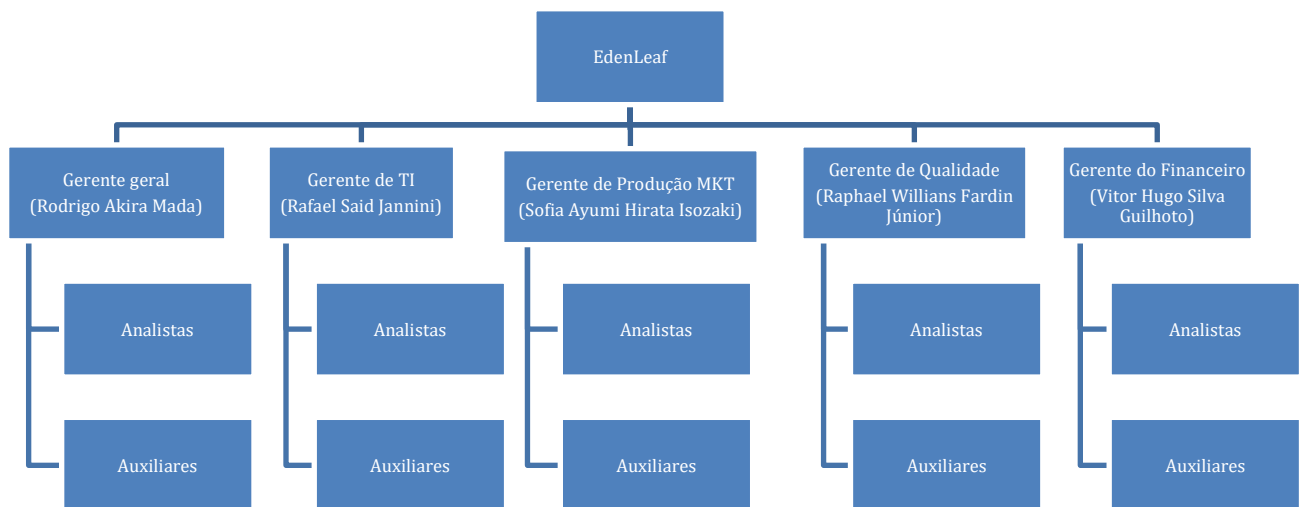 EdenLeaf
Gerente geral
(Rodrigo Akira Mada)
Gerente de TI
(Rafael Said Jannini)
Gerente de Produção MKT
(Sofia Ayumi Hirata Isozaki)
Gerente de Qualidade
(Raphael Willians Fardin
Júnior)
Gerente do Financeiro
(Vitor Hugo Silva
Guilhoto)
Analistas
Analistas
Analistas
Analistas
Analistas
Auxiliares
Auxiliares
Auxiliares
Auxiliares
Auxiliares